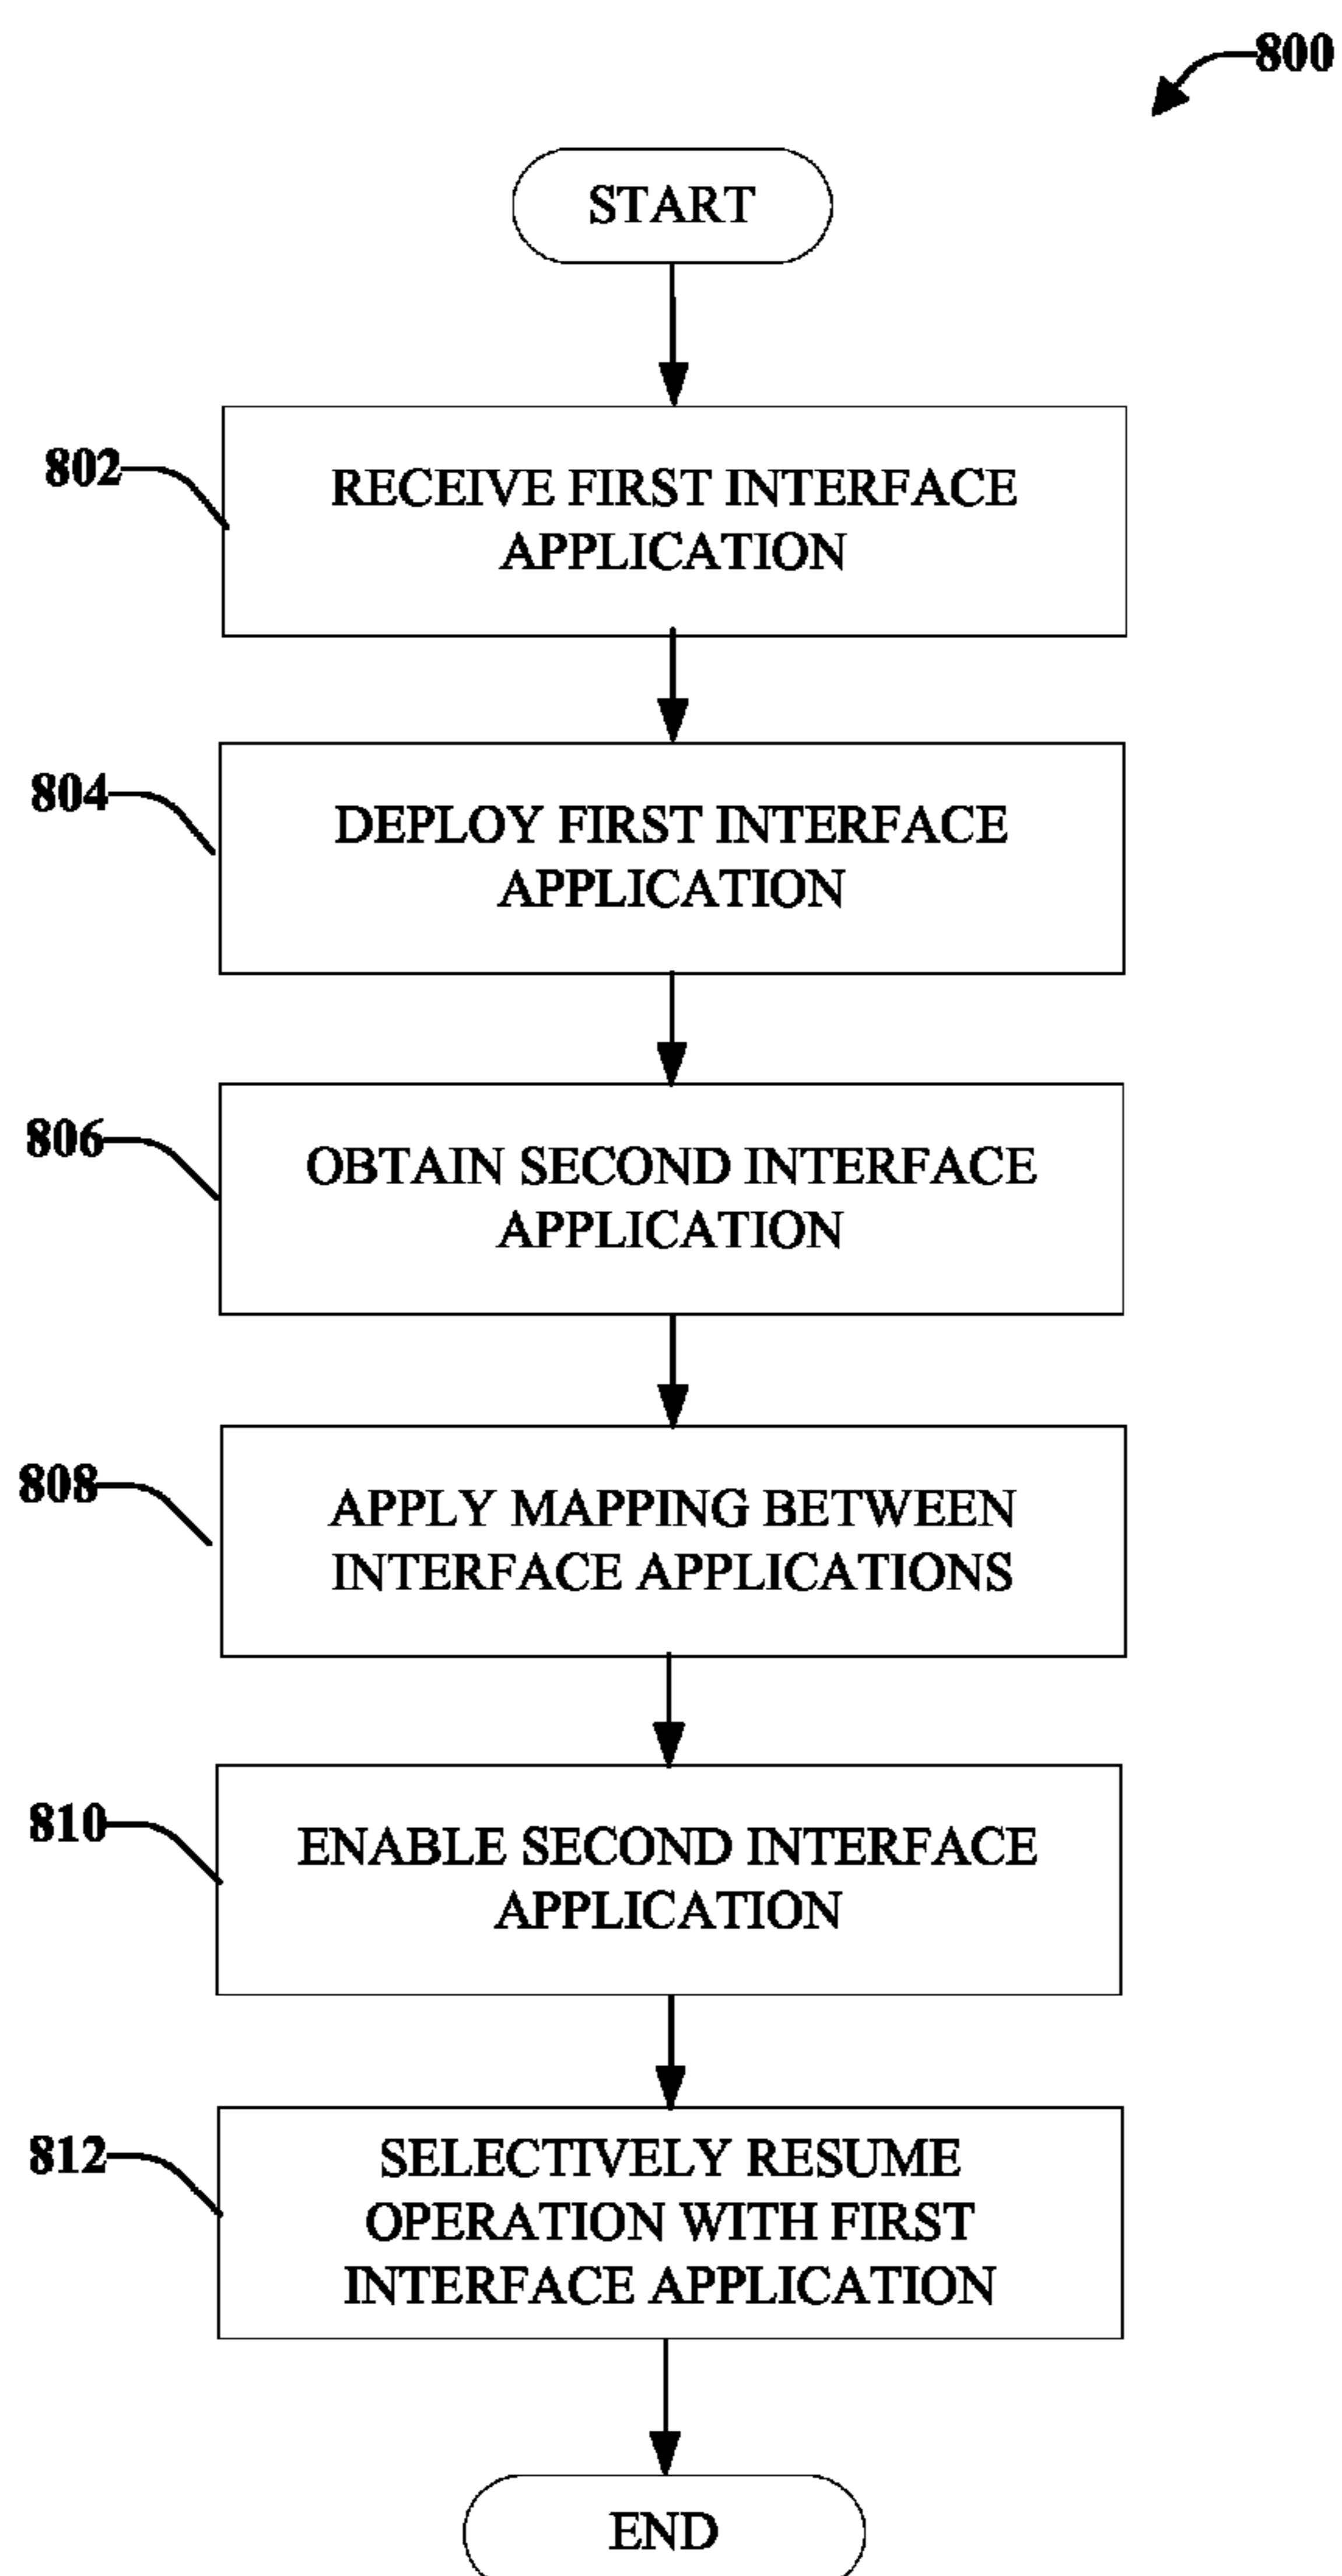 800
START
802
RECEIVE FIRST INTERFACE
APPLICATION
804
DEPLOY FIRST INTERFACE
APPLICATION
806
OBTAIN SECOND INTERFACE
APPLICATION
808
APPLY MAPPING BETWEEN
INTERFACE APPLICATIONS
810
ENABLE SECOND INTERFACE
APPLICATION
812
SELECTIVELY RESUME
OPERATION WITH FIRST
INTERFACE APPLICATION
END